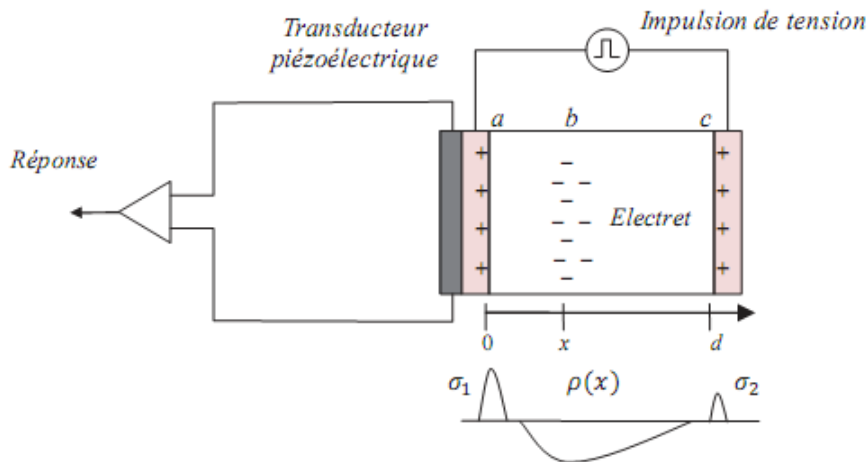 Impulsion de tension
Transducteur
piézoélectrique
a b c
Réponse
Electret
0 x d
σ₁ ρ(x) σ₂